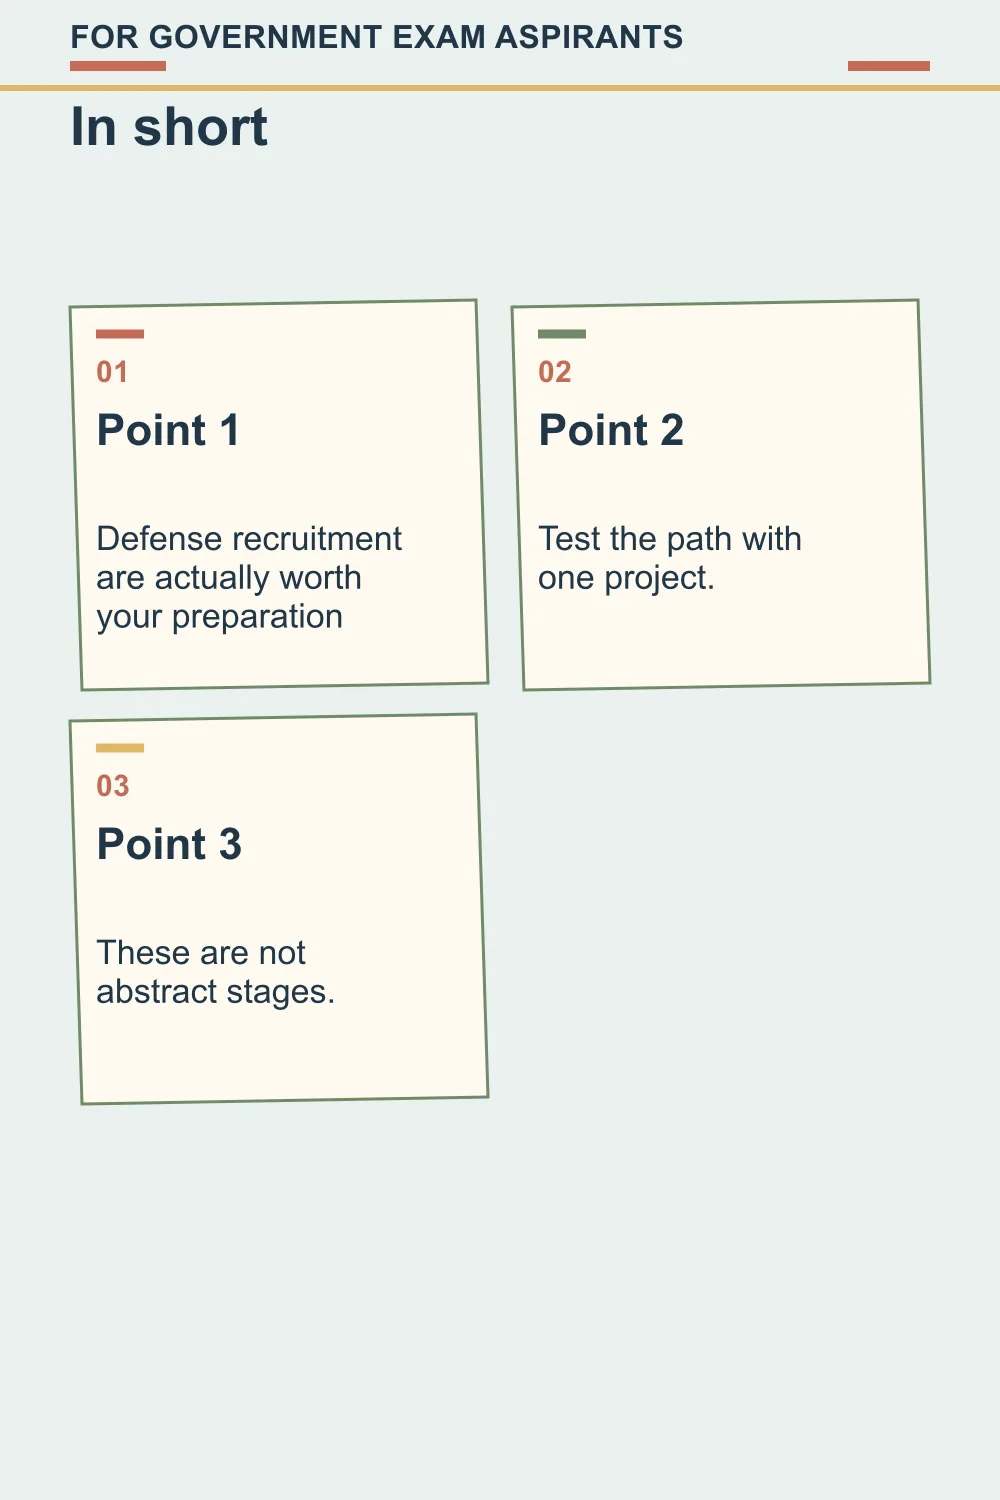 FOR GOVERNMENT EXAM ASPIRANTS
In short
01
Point 1
Defense recruitment
are actually worth
your preparation
02
Point 2
Test the path with
one project.
03
Point 3
These are not
abstract stages.